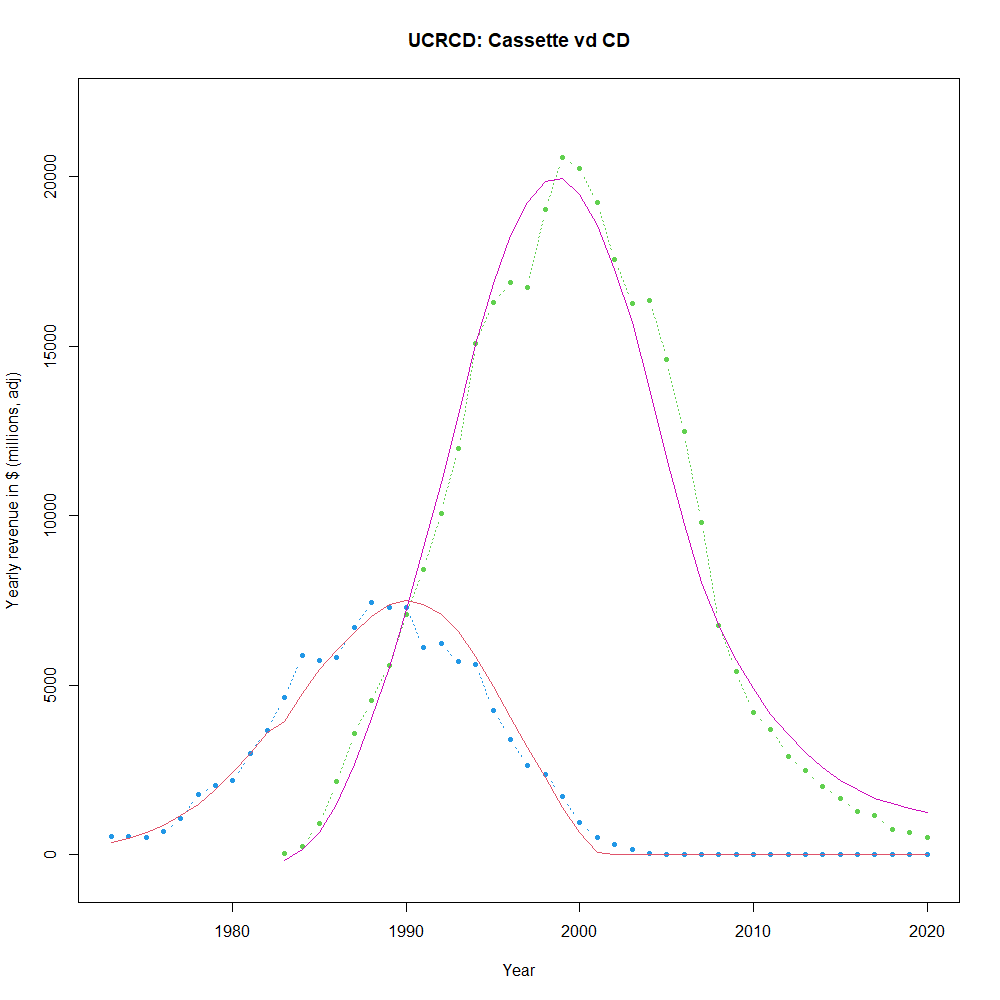 UCRCD: Cassette vd CD
Yearly revenue in $ (millions, adj)
20000
15000
10000
5000
0
1980 1990 2000 2010 2020
Year